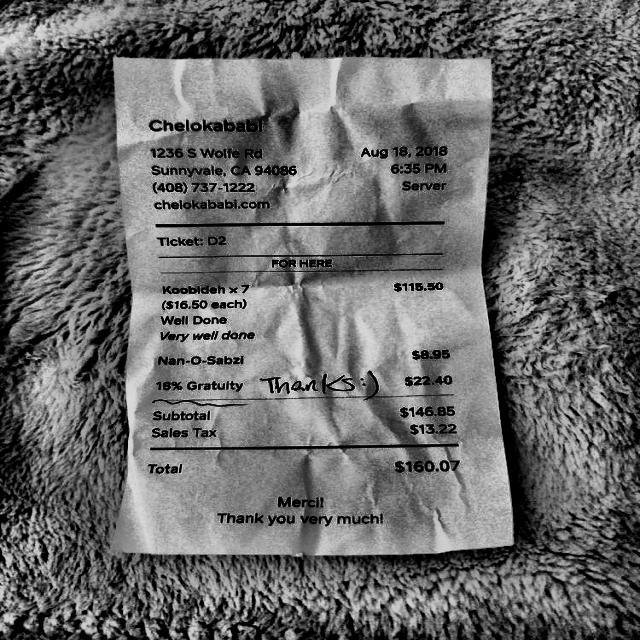 Chelokababi
1236 S Wolfe Rd Aug 18, 2018
Sunnyvale, CA 94086 6:35 PM
(408) 737-1222 Server
chelokababi.com
Ticket: D2
FOR HERE
Koobideh x 7 $115.50
($16.50 each)
Well Done
Very well done
Nan-O-Sabzi $8.95
18% Gratuity Thanks :) $22.40
Subtotal $146.85
Sales Tax $13.22
Total $160.07
Merci!
Thank you very much!